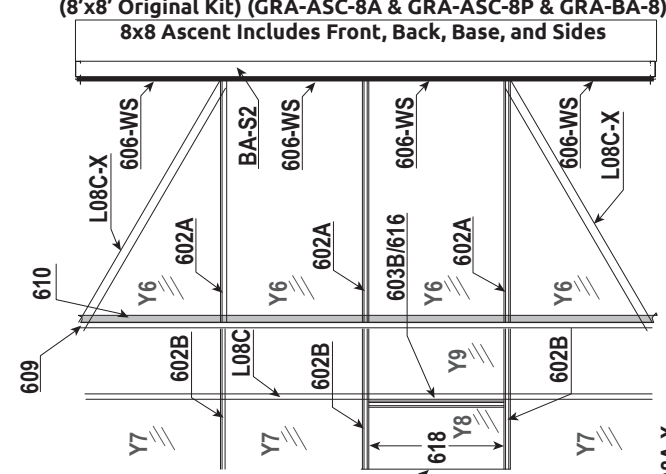 (8'x8' Original Kit) (GRA-ASC-8A & GRA-ASC-8P & GRA-BA-8)
8x8 Ascent Includes Front, Back, Base, and Sides
606-WS
BA-S2
606-WS
606-WS
606-WS
L08C-X
L08C-X
602A
602A
603B/616
602A
610
Y6
Y6
Y6
Y6
609
602B
L08C
602B
Y9
602B
Y7
Y7
618
Y8
Y7